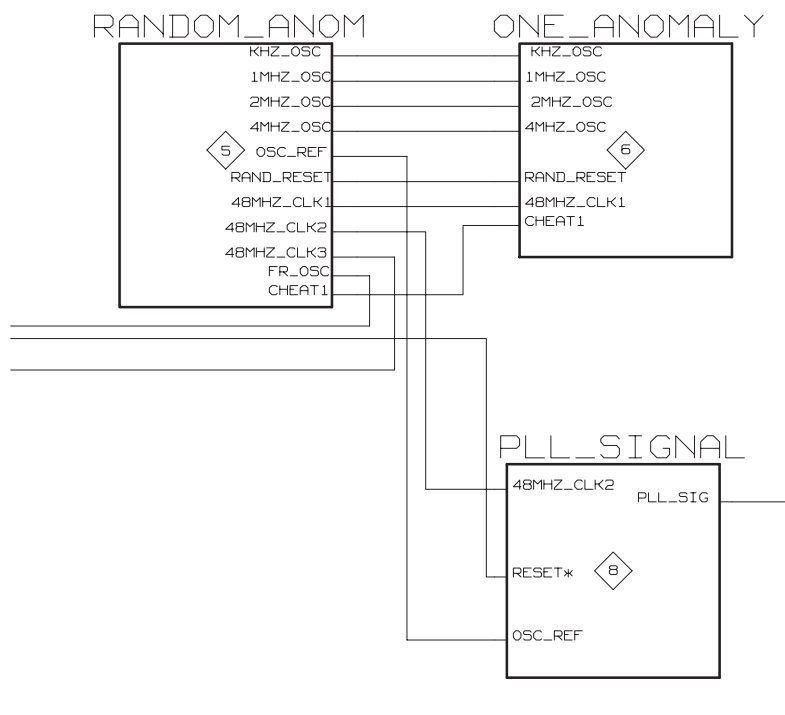 RANDOM_ANOM
KHZ_OSC
1MHZ_OSC
2MHZ_OSC
4MHZ_OSC
5
OSC_REF
RAND_RESET
48MHZ_CLK1
48MHZ_CLK2
48MHZ_CLK3
FR_OSC
CHEAT1
ONE_ANOMALY
KHZ_OSC
1MHZ_OSC
2MHZ_OSC
4MHZ_OSC
6
RAND_RESET
48MHZ_CLK1
CHEAT1
PLL_SIGNAL
48MHZ_CLK2
PLL_SIG
RESET*
8
OSC_REF